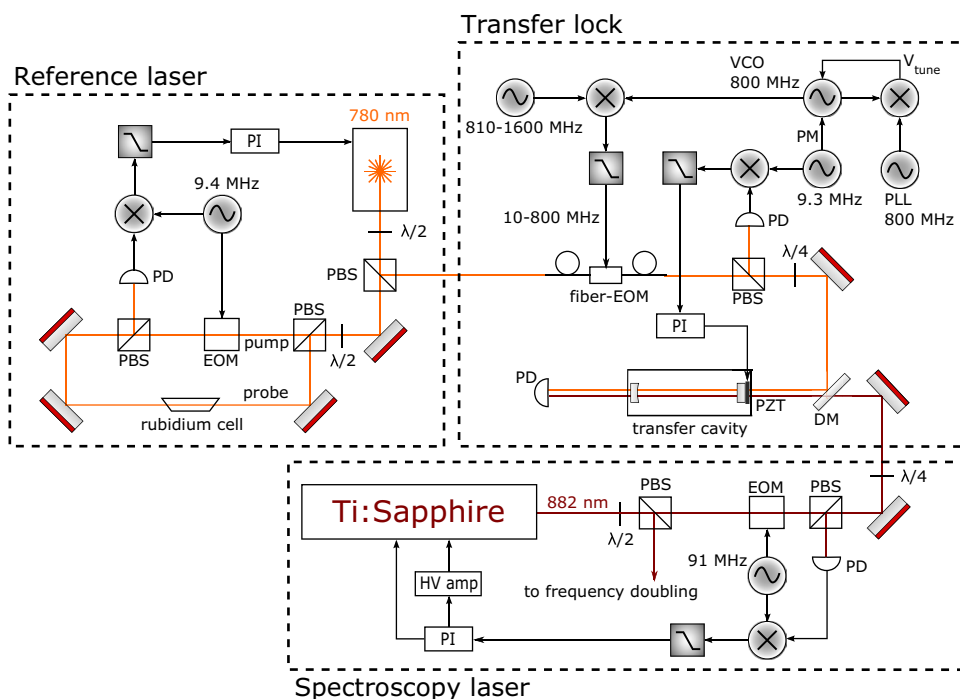 Transfer lock
Reference laser
VCO
800 MHz
V_tune
780 nm
810-1600 MHz
PI
PM
9.4 MHz
9.3 MHz
PLL
800 MHz
10-800 MHz
PD
λ/2
λ/4
PD
PBS
fiber-EOM
PBS
PBS
PBS
EOM
pump
λ/2
PI
probe
rubidium cell
PD
PZT
transfer cavity
DM
λ/4
Ti:Sapphire
882 nm
λ/2
PBS
EOM
PBS
91 MHz
PD
HV amp
to frequency doubling
PI
Spectroscopy laser